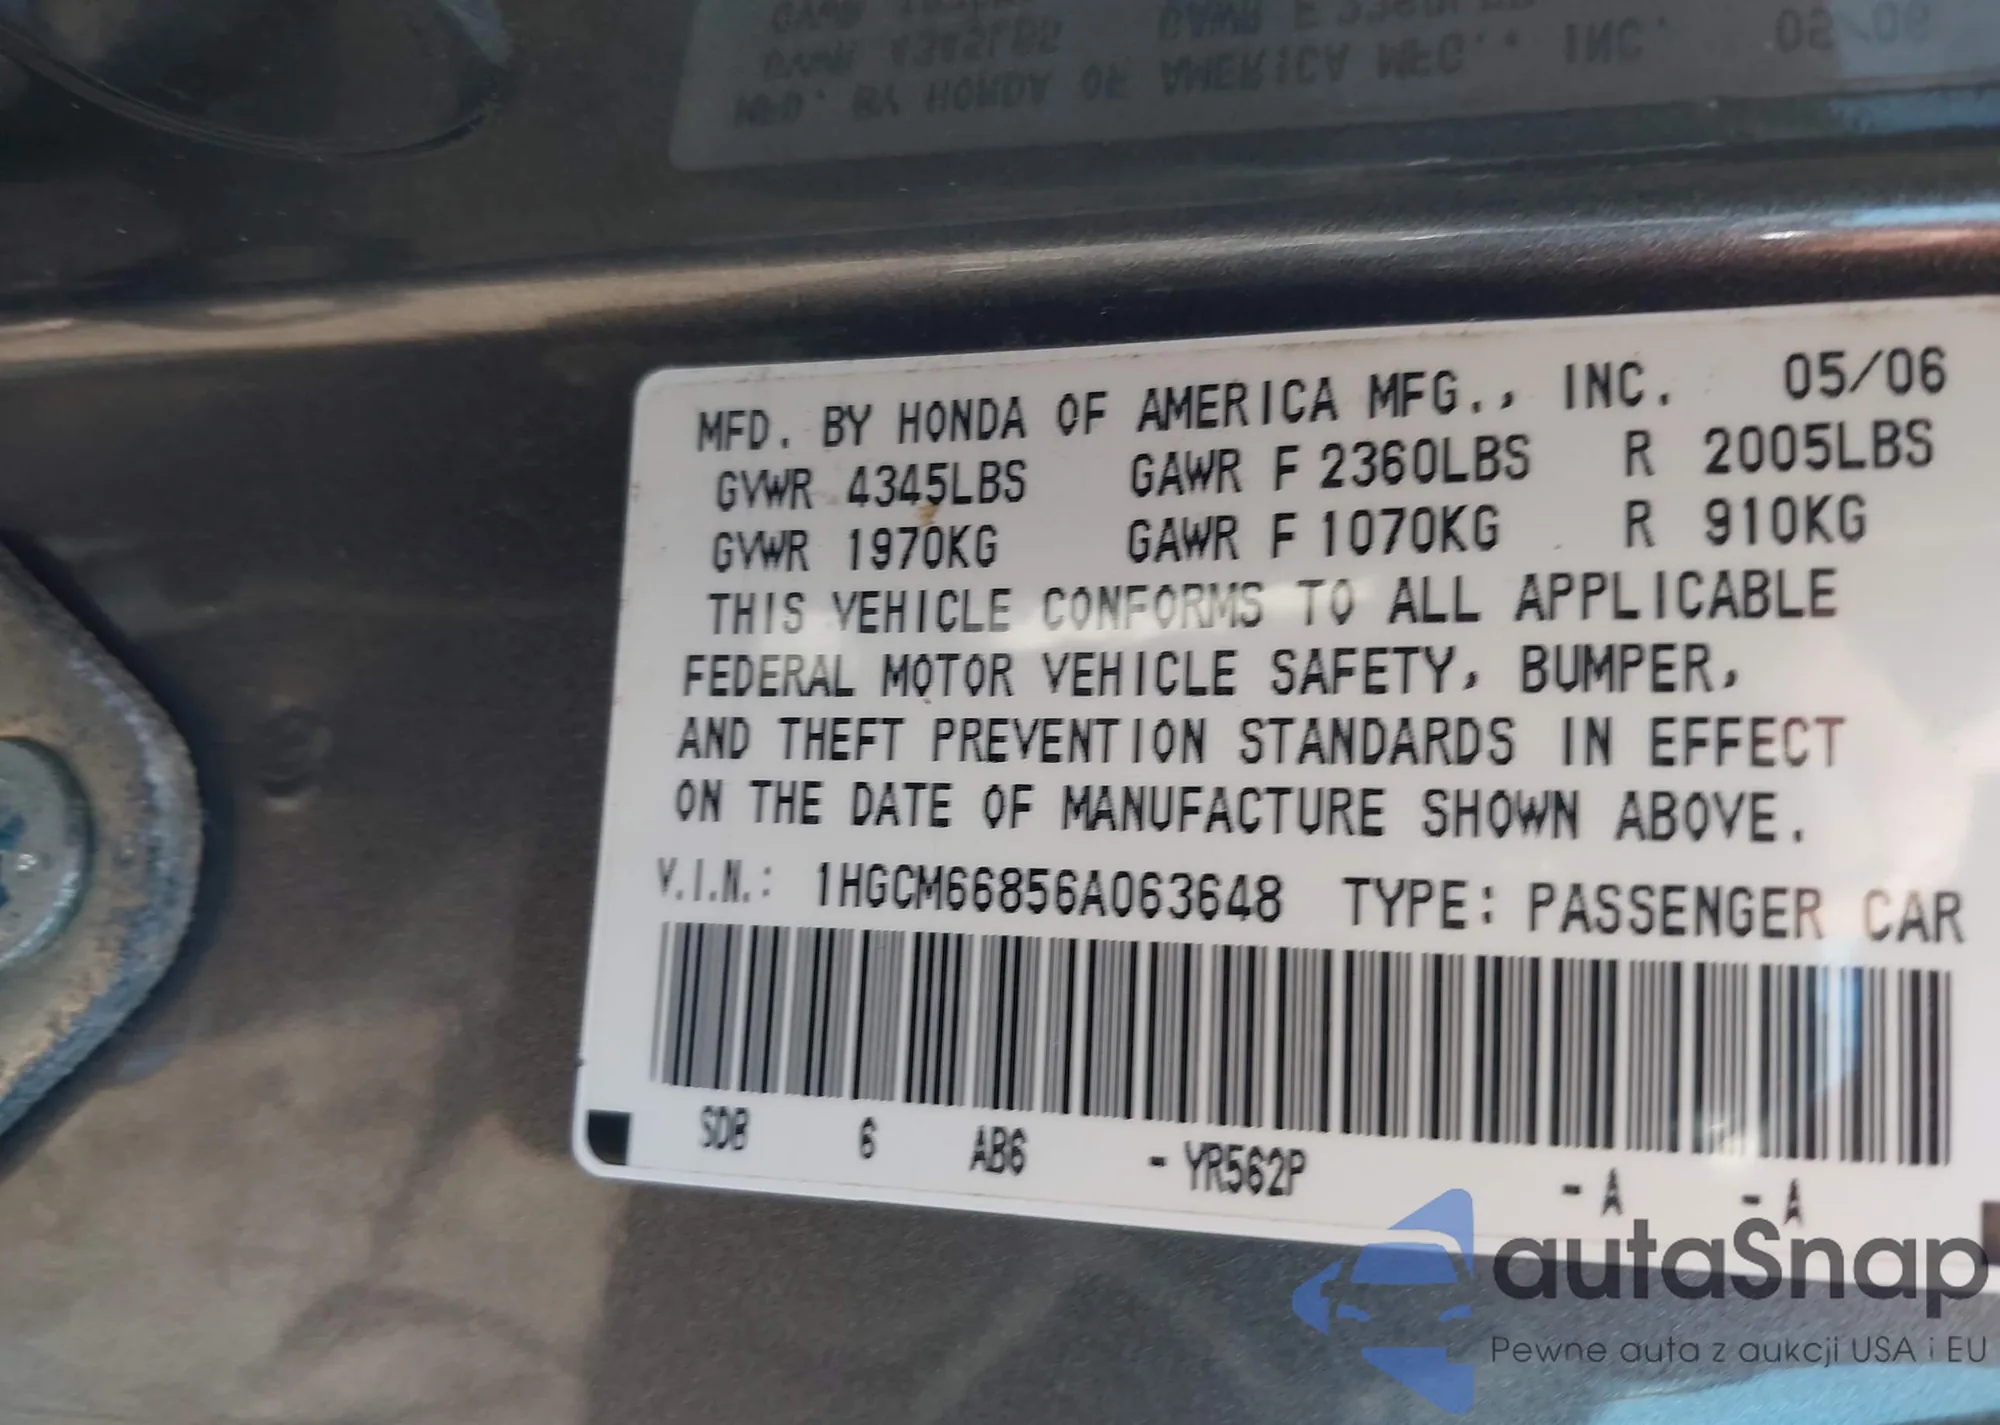 MFD. BY HONDA OF AMERICA MFG., INC. 05/06
GVWR 4345LBS GAWR F 2360LBS R 2005LBS
GVWR 1970KG GAWR F 1070KG R 910KG
THIS VEHICLE CONFORMS TO ALL APPLICABLE
FEDERAL MOTOR VEHICLE SAFETY, BUMPER,
AND THEFT PREVENTION STANDARDS IN EFFECT
ON THE DATE OF MANUFACTURE SHOWN ABOVE.
V.I.N.: 1HGCM66856A063648 TYPE: PASSENGER CAR
SDB 6 AB6 - YR562P - A - A
autoSnap
Pewne auta z aukcji USA i EU